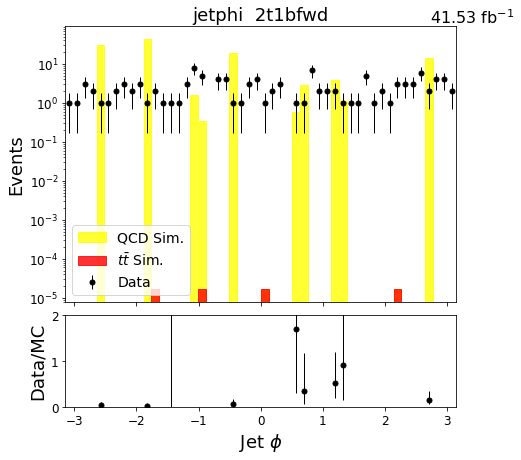 jetphi 2t1bfwd
41.53 fb⁻¹
Events
10¹
10⁰
10⁻¹
10⁻²
10⁻³
10⁻⁴
10⁻⁵
QCD Sim.
tt̄ Sim.
Data
Data/MC
2
1
0
−3 −2 −1 0 1 2 3
Jet ϕ